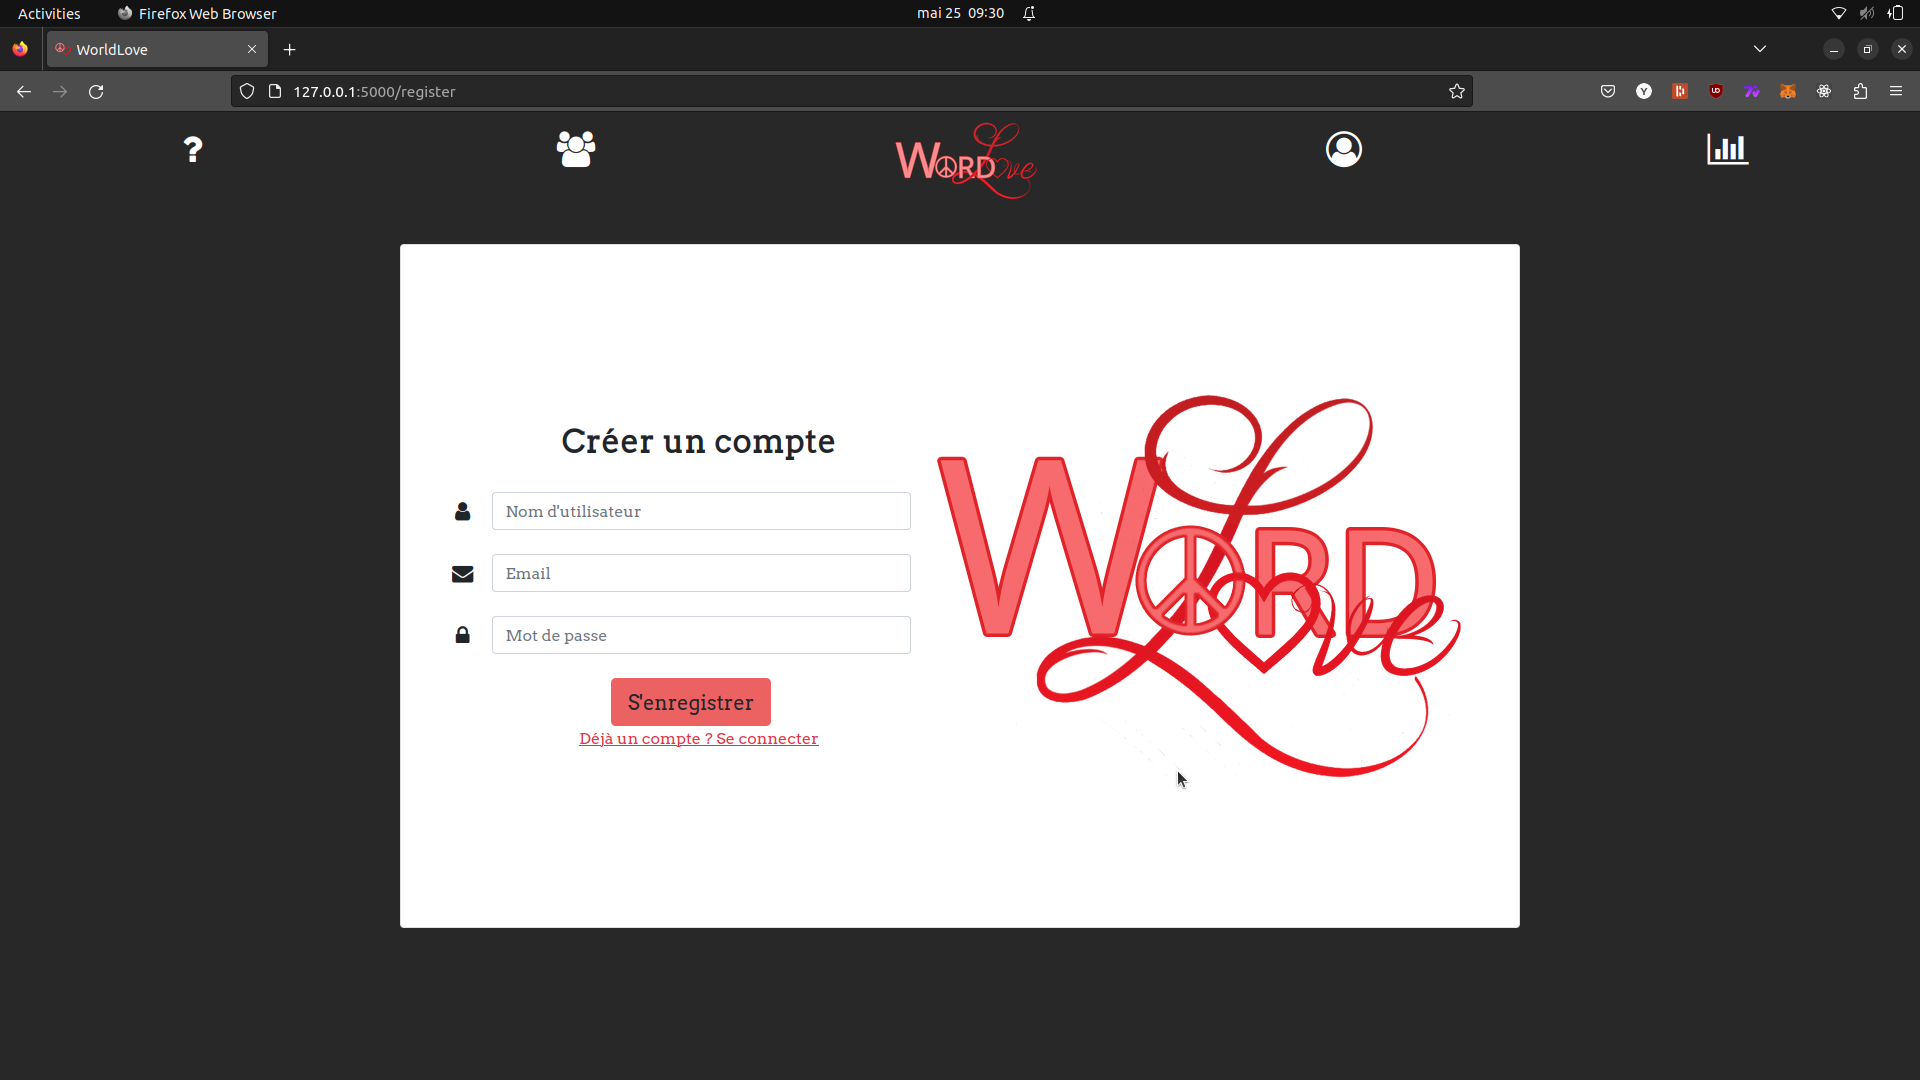 Activities
Firefox Web Browser
mai 25 09:30
WorldLove
127.0.0.1:5000/register
Y
?
WORD Love
Créer un compte
Nom d'utilisateur
Email
Mot de passe
S'enregistrer
Déjà un compte ? Se connecter
WORD Love